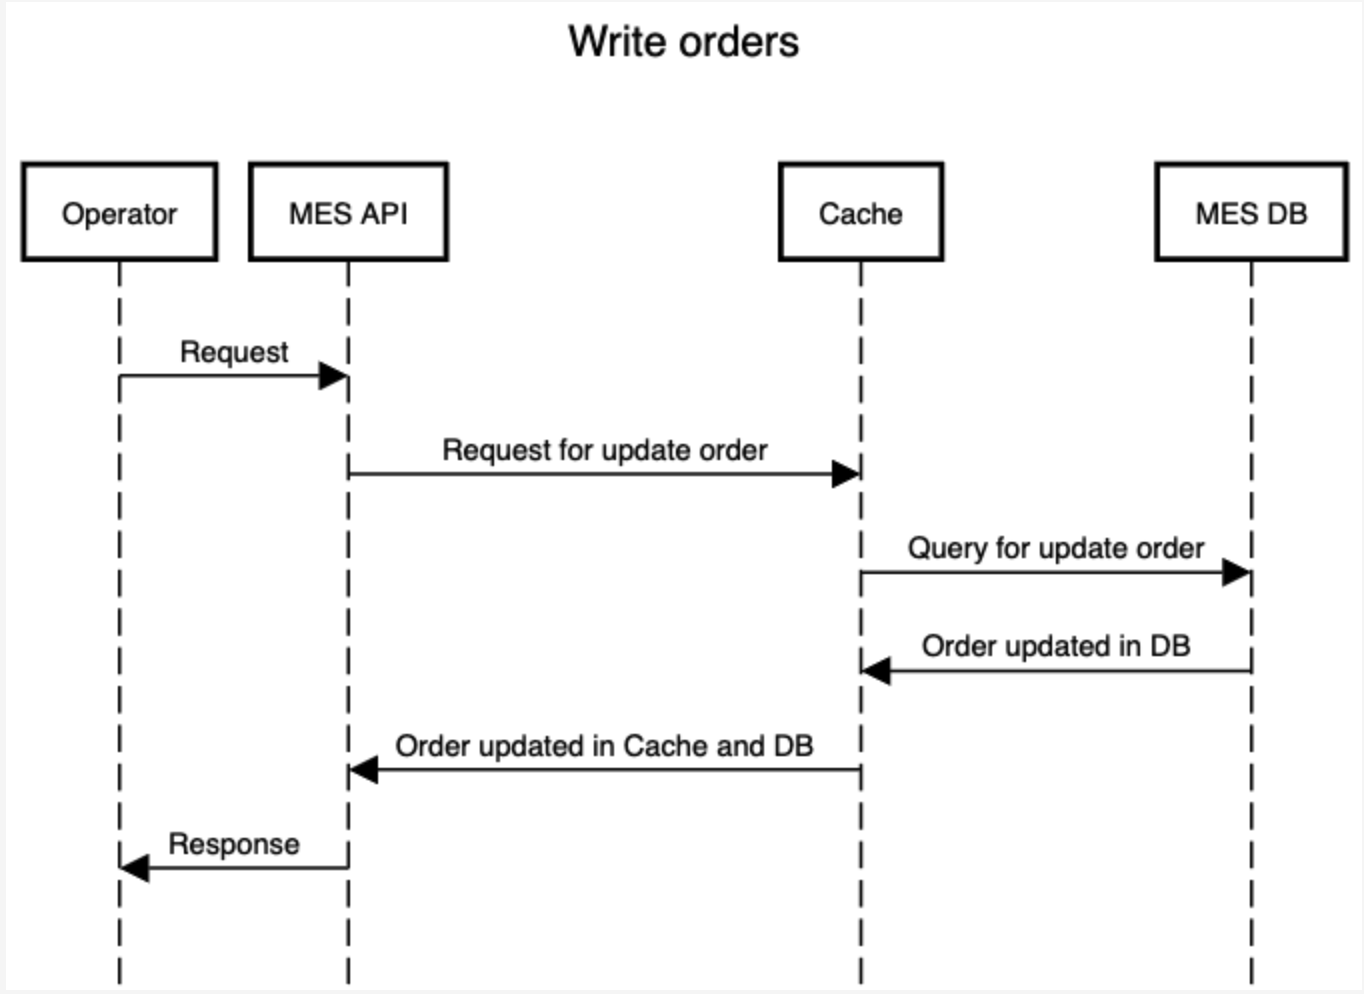 Write orders
Operator
MES API
Cache
MES DB
Request
Request for update order
Query for update order
Order updated in DB
Order updated in Cache and DB
Response